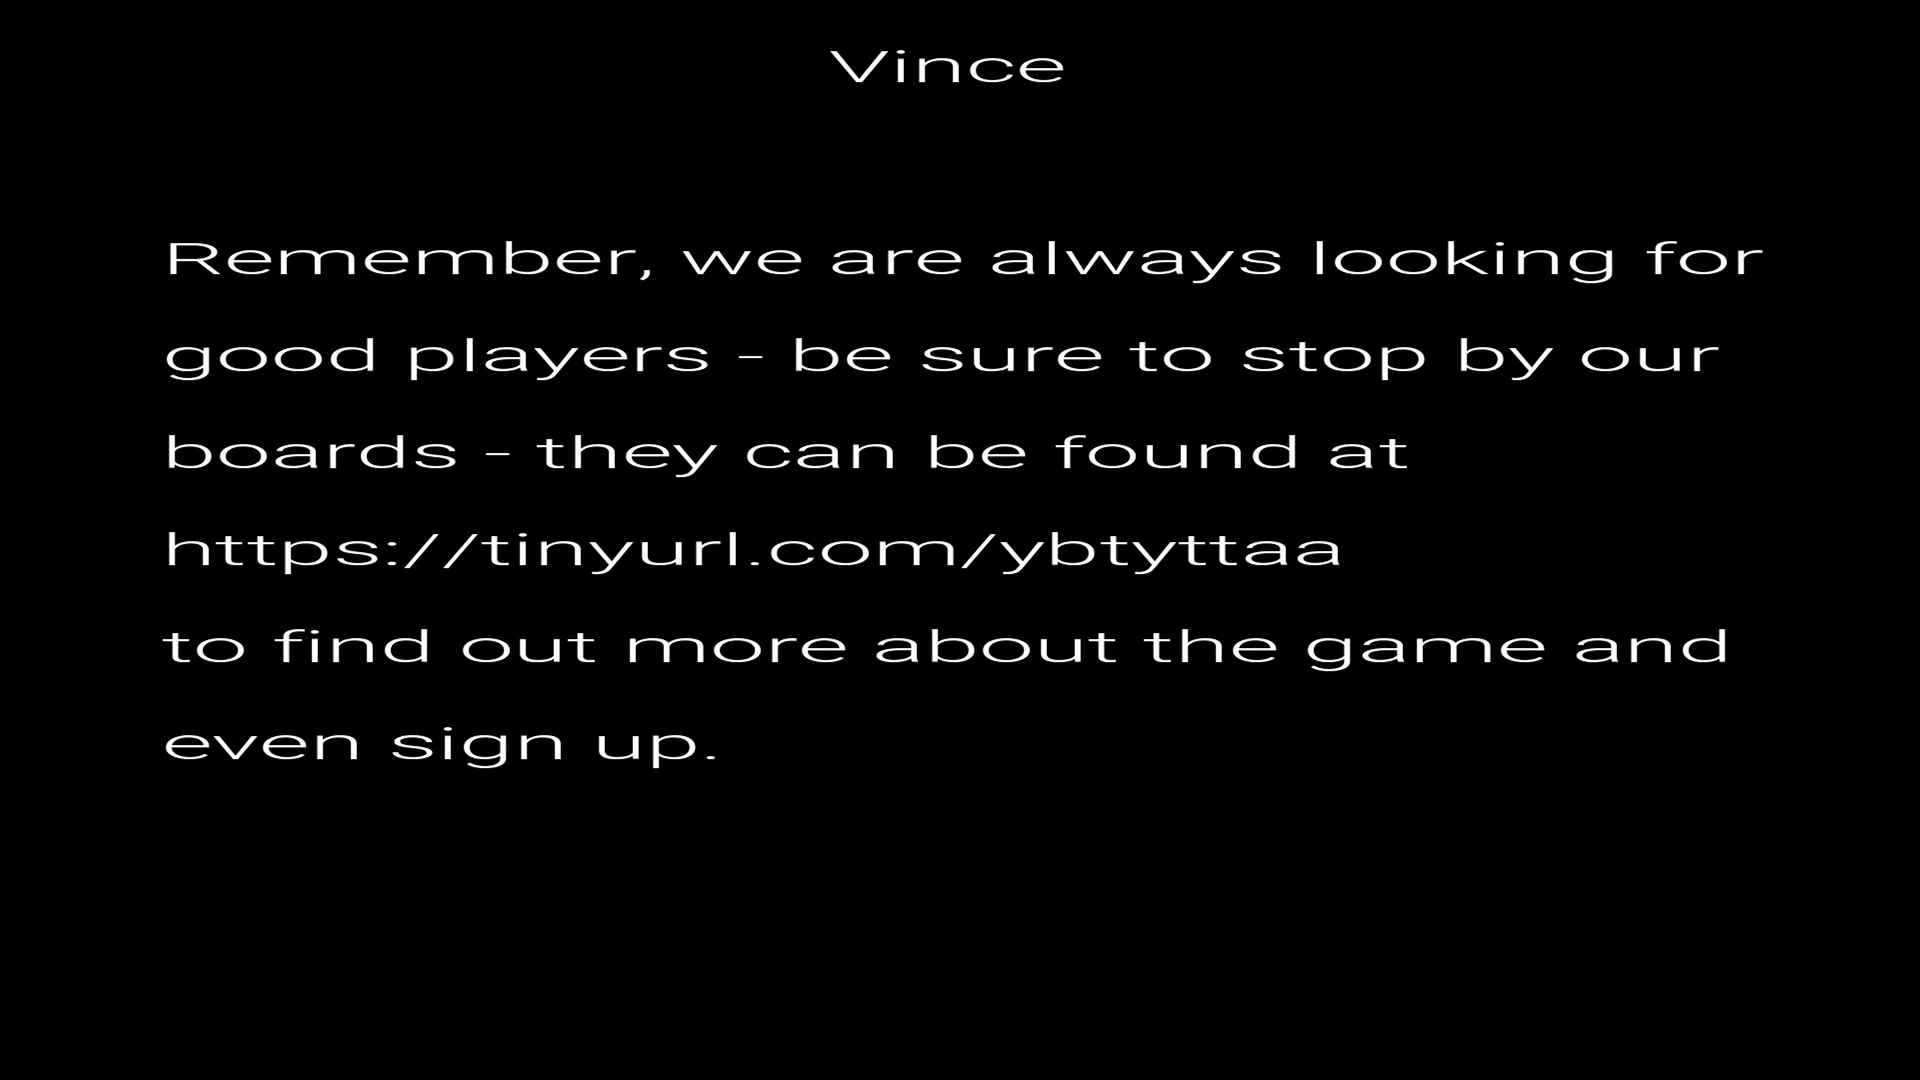 Vince
Remember, we are always looking for
good players - be sure to stop by our
boards - they can be found at
https://tinyurl.com/ybtyttaa
to find out more about the game and
even sign up.